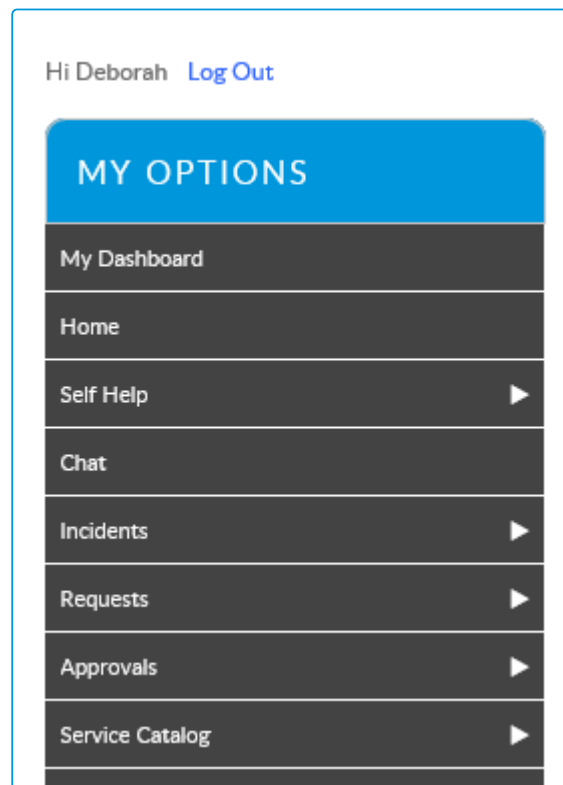 Hi Deborah Log Out
MY OPTIONS
My Dashboard
Home
Self Help
Chat
Incidents
Requests
Approvals
Service Catalog